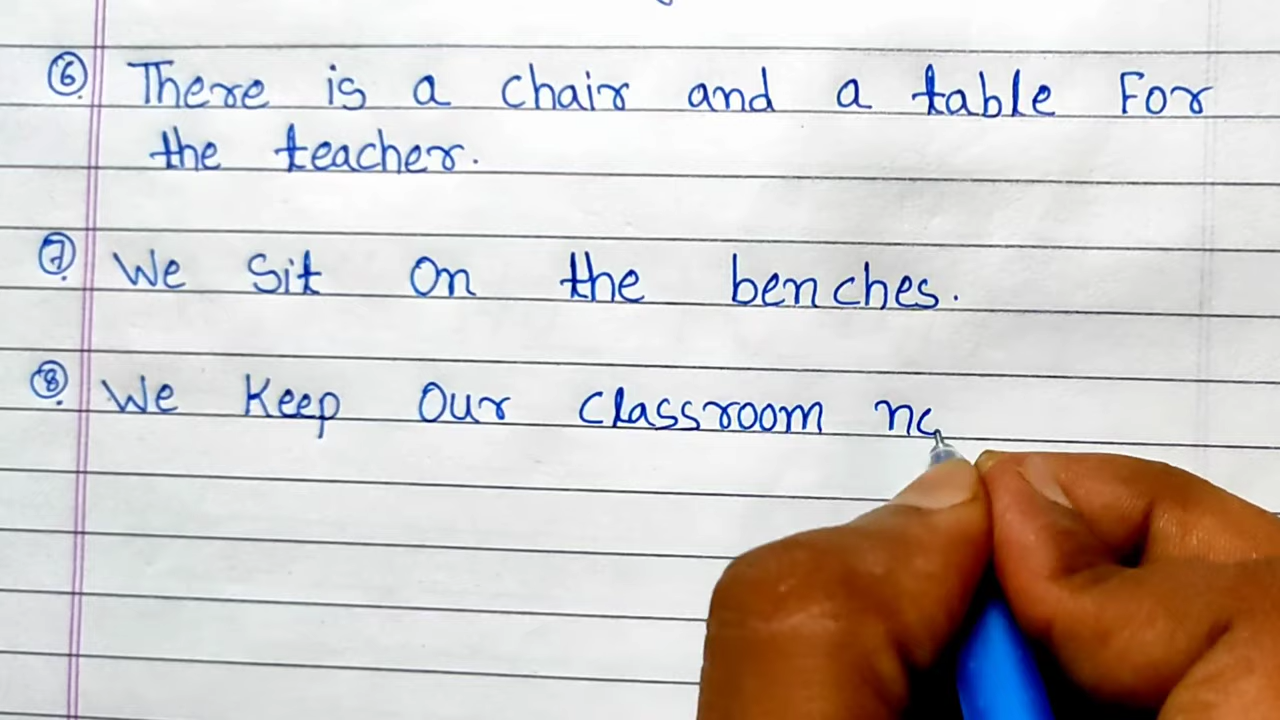 ⑥ There is a chair and a table For
the teacher.
⑦ We Sit On the benches.
⑧ We Keep Our Classroom